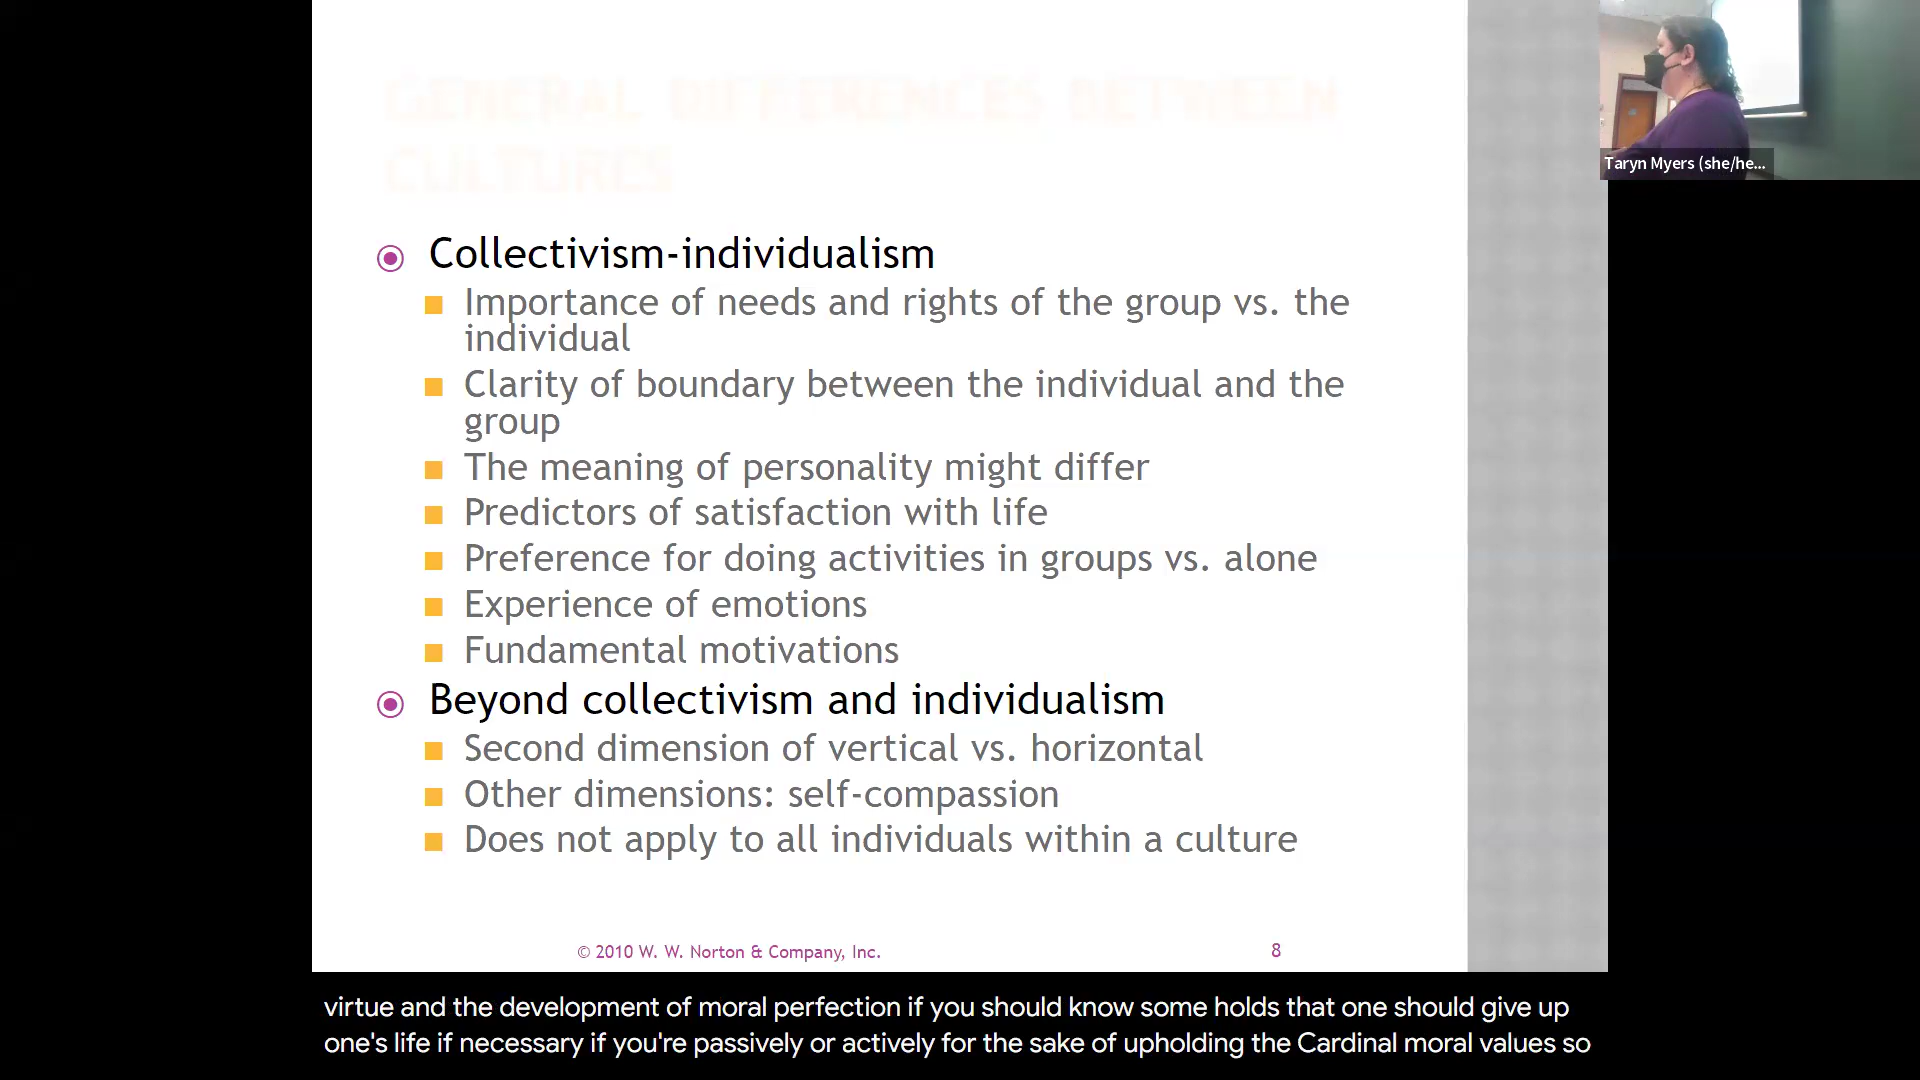 GENERAL DIFFERENCES BETWEEN
CULTURES
Taryn Myers (she/he...
Collectivism-individualism
Importance of needs and rights of the group vs. the
individual
Clarity of boundary between the individual and the
group
The meaning of personality might differ
Predictors of satisfaction with life
Preference for doing activities in groups vs. alone
Experience of emotions
Fundamental motivations
Beyond collectivism and individualism
Second dimension of vertical vs. horizontal
Other dimensions: self-compassion
Does not apply to all individuals within a culture
© 2010 W. W. Norton & Company, Inc.
8
virtue and the development of moral perfection if you should know some holds that one should give up
one's life if necessary if you're passively or actively for the sake of upholding the Cardinal moral values so